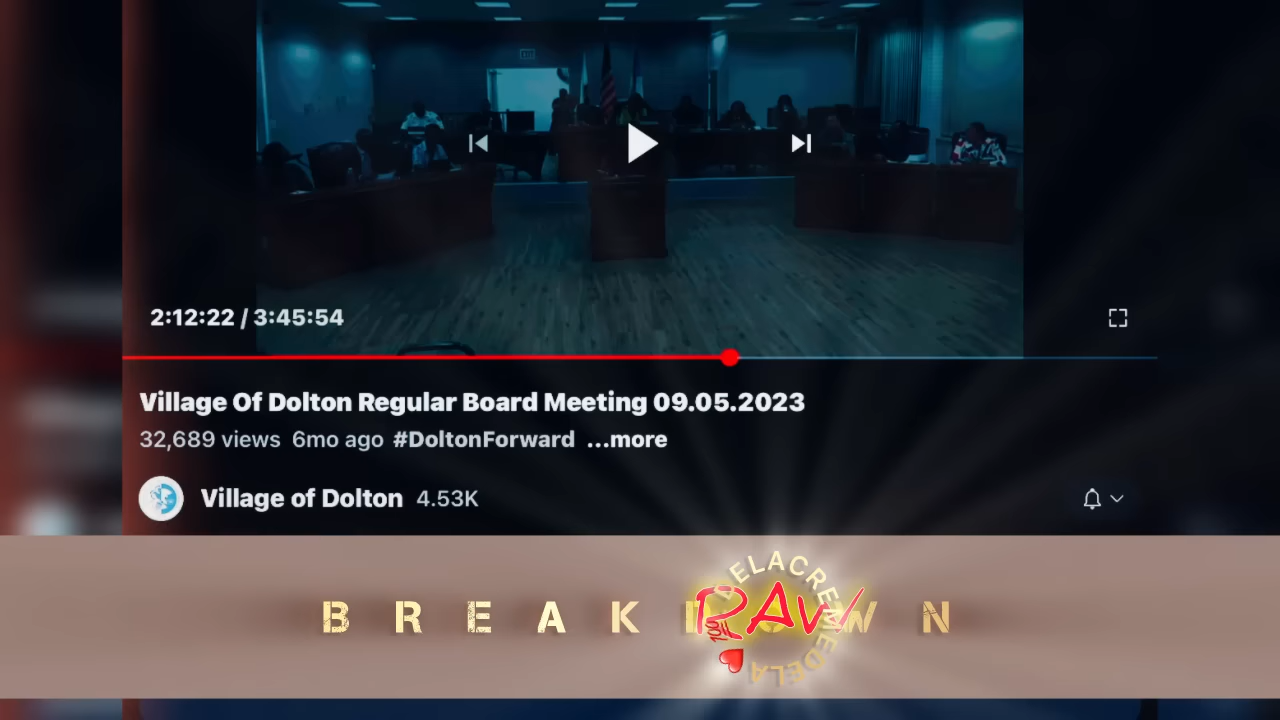 2:12:22 / 3:45:54
Village Of Dolton Regular Board Meeting 09.05.2023
32,689 views 6mo ago #DoltonForward ...more
Village of Dolton 4.53K
RAW
100